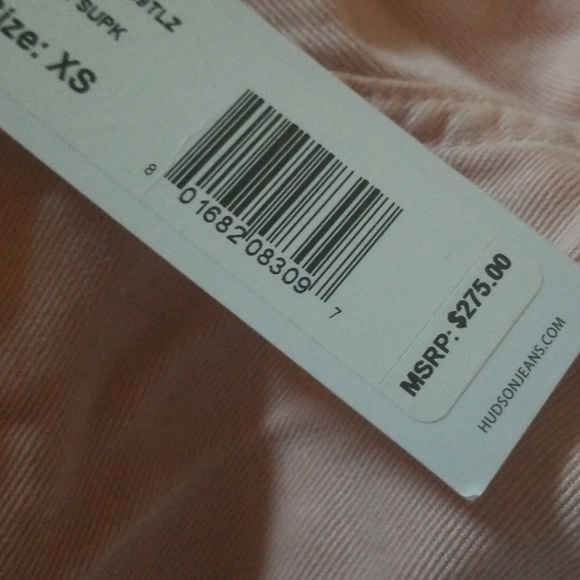 SUPK
Size: XS
8 01682 08309 7
MSRP: $275.00
HUDSONJEANS.COM